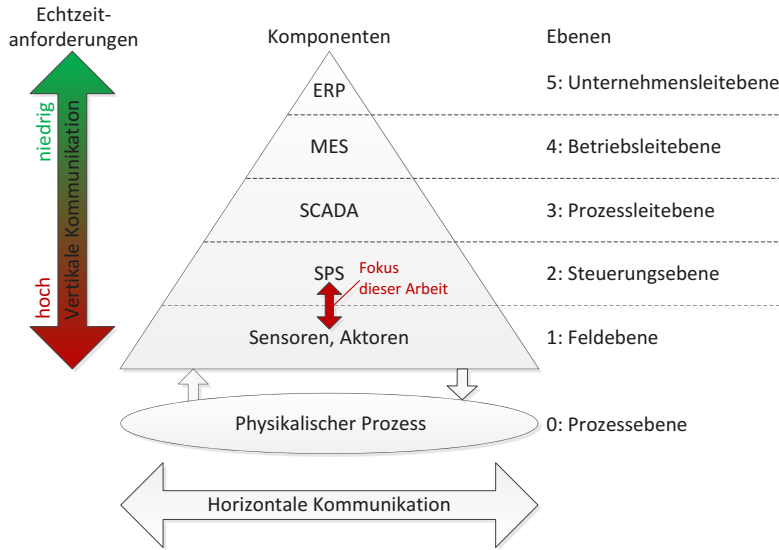 Echtzeit-
anforderungen
Komponenten
Ebenen
ERP
5: Unternehmensleitebene
MES
4: Betriebsleitebene
SCADA
3: Prozessleitebene
SPS
Fokus
dieser Arbeit
2: Steuerungsebene
Sensoren, Aktoren
1: Feldebene
niedrig
hoch
Vertikale Kommunikation
Physikalischer Prozess
0: Prozessebene
Horizontale Kommunikation